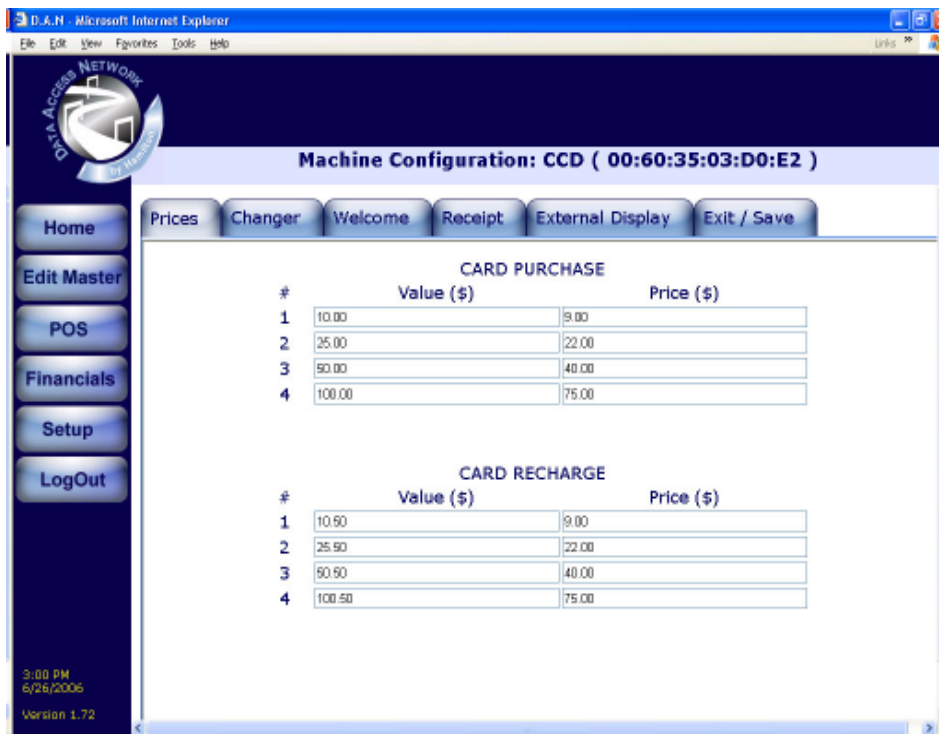 D.A.N - Microsoft Internet Explorer
File Edit View Favorites Tools Help
Links »
DATA ACCESS NETWORK
by Hamilton
Machine Configuration: CCD ( 00:60:35:03:D0:E2 )
Prices Changer Welcome Receipt External Display Exit / Save
Home
Edit Master
POS
Financials
Setup
LogOut
CARD PURCHASE
# Value ($) Price ($)
1 10.00 9.00
2 25.00 22.00
3 50.00 40.00
4 100.00 75.00
CARD RECHARGE
# Value ($) Price ($)
1 10.50 9.00
2 25.50 22.00
3 50.50 40.00
4 100.50 75.00
3:00 PM
6/26/2006
Version 1.72